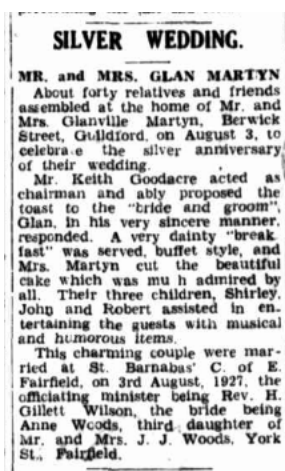 SILVER WEDDING.
MR. and MRS. GLAN MARTYN
About forty relatives and friends
assembled at the home of Mr. and
Mrs. Glanville Martyn, Berwick
Street, Guildford, on August 3, to
celebra e the silver anniversary
of their wedding.
Mr. Keith Goodacre acted as
chairman and ably proposed the
toast to the "bride and groom".
Glan, in his very sincere manner,
responded. A very dainty "break
fast" was served, buffet style, and
Mrs. Martyn cut the beautiful
cake which was mu h admired by
all. Their three children, Shirley,
John and Robert assisted in en-
tertaining the guests with musical
and humorous items.
This charming couple were mar-
ried at St. Barnabas' C. of E.
Fairfield, on 3rd August, 1927, the
officiating minister being Rev. H.
Gillett Wilson, the bride being
Anne Woods, third daughter of
Mr. and Mrs. J. J. Woods, York
St., Fairfield.